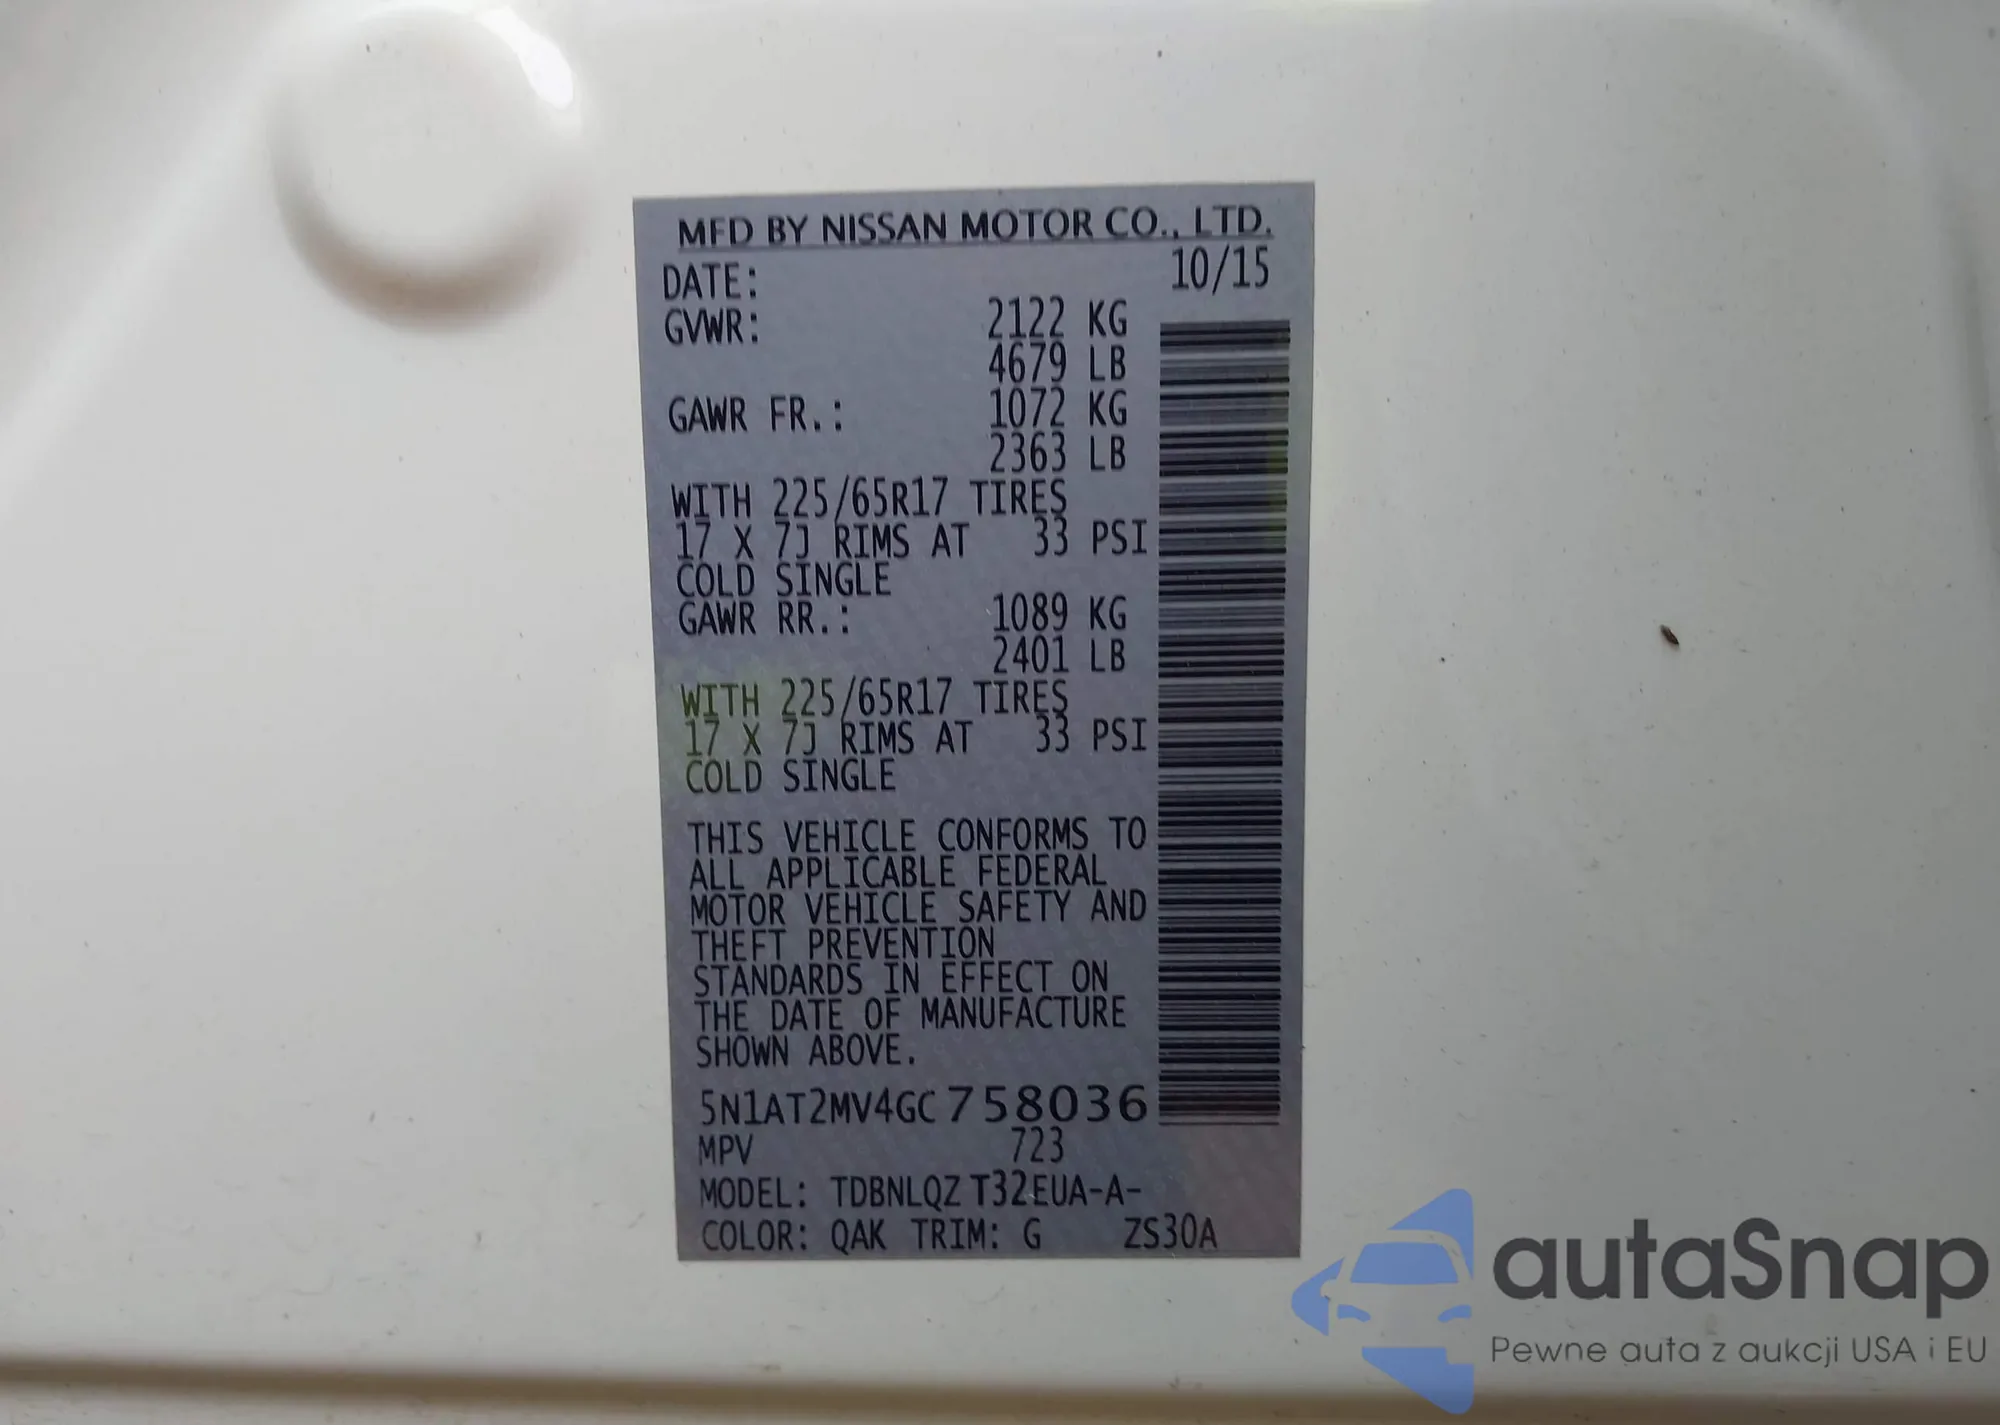 MFD BY NISSAN MOTOR CO., LTD.
DATE: 10/15
GVWR: 2122 KG
4679 LB
GAWR FR.: 1072 KG
2363 LB
WITH 225/65R17 TIRES
17 X 7J RIMS AT 33 PSI
COLD SINGLE
GAWR RR.: 1089 KG
2401 LB
WITH 225/65R17 TIRES
17 X 7J RIMS AT 33 PSI
COLD SINGLE
THIS VEHICLE CONFORMS TO
ALL APPLICABLE FEDERAL
MOTOR VEHICLE SAFETY AND
THEFT PREVENTION
STANDARDS IN EFFECT ON
THE DATE OF MANUFACTURE
SHOWN ABOVE.
5N1AT2MV4GC758036
MPV 723
MODEL: TDBNLQZ T32EUA-A-
COLOR: QAK TRIM: G ZS30A
autaSnap
Pewne auta z aukcji USA i EU